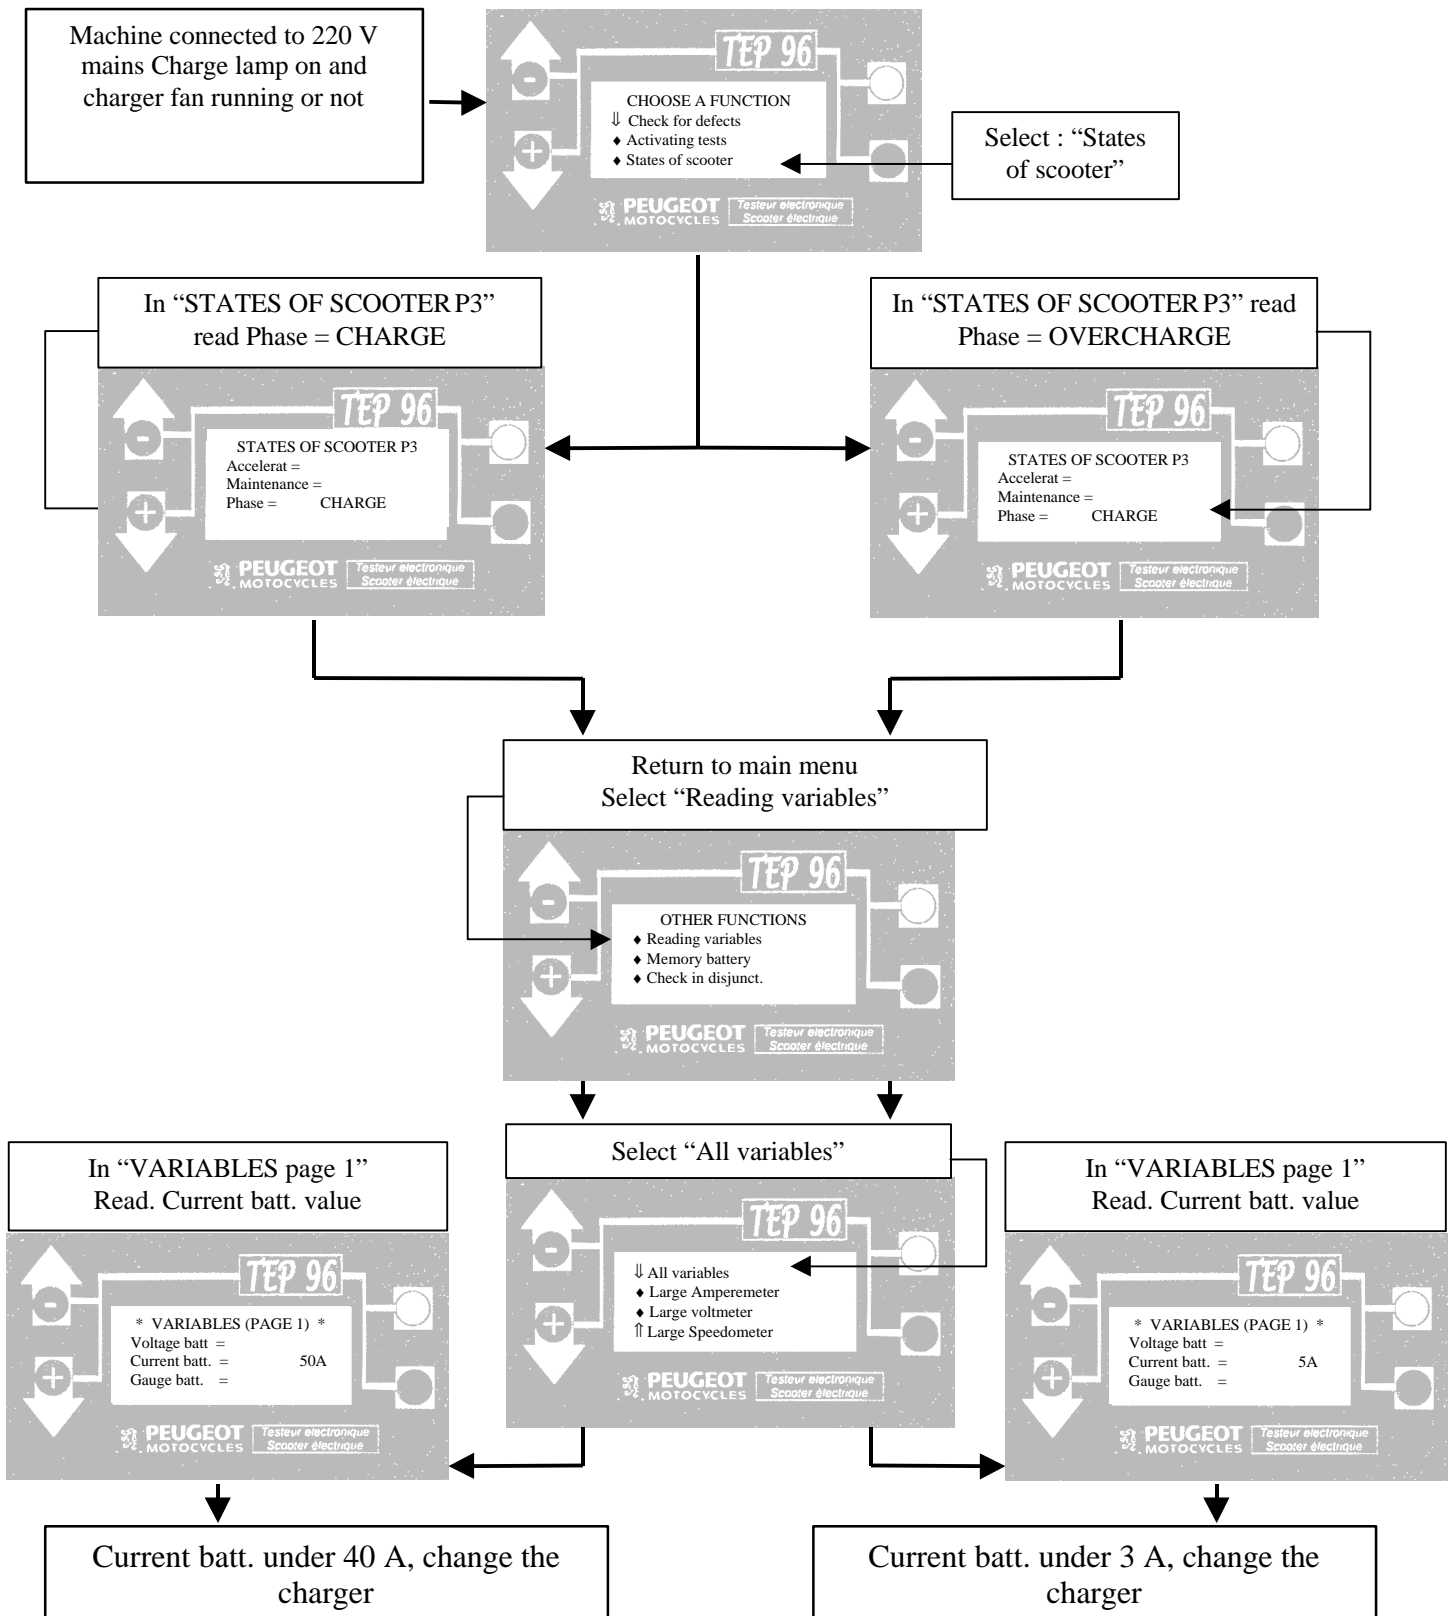 Machine connected to 220 V
mains Charge lamp on and
charger fan running or not
TEP 96
CHOOSE A FUNCTION
⇓ Check for defects
♦ Activating tests
♦ States of scooter
PEUGEOT
MOTOCYCLES
Testeur électronique
Scooter électrique
Select : “States
of scooter”
In “STATES OF SCOOTER P3”
read Phase = CHARGE
TEP 96
STATES OF SCOOTER P3
Accelerat =
Maintenance =
Phase = CHARGE
PEUGEOT
MOTOCYCLES
Testeur électronique
Scooter électrique
In “STATES OF SCOOTER P3” read
Phase = OVERCHARGE
TEP 96
STATES OF SCOOTER P3
Accelerat =
Maintenance =
Phase = CHARGE
PEUGEOT
MOTOCYCLES
Testeur électronique
Scooter électrique
Return to main menu
Select “Reading variables”
TEP 96
OTHER FUNCTIONS
♦ Reading variables
♦ Memory battery
♦ Check in disjunct.
PEUGEOT
MOTOCYCLES
Testeur électronique
Scooter électrique
Select “All variables”
TEP 96
⇓ All variables
♦ Large Amperemeter
♦ Large voltmeter
⇑ Large Speedometer
PEUGEOT
MOTOCYCLES
Testeur électronique
Scooter électrique
In “VARIABLES page 1”
Read. Current batt. value
TEP 96
* VARIABLES (PAGE 1) *
Voltage batt =
Current batt. = 50A
Gauge batt. =
PEUGEOT
MOTOCYCLES
Testeur électronique
Scooter électrique
In “VARIABLES page 1”
Read. Current batt. value
TEP 96
* VARIABLES (PAGE 1) *
Voltage batt =
Current batt. = 5A
Gauge batt. =
PEUGEOT
MOTOCYCLES
Testeur électronique
Scooter électrique
Current batt. under 40 A, change the
charger
Current batt. under 3 A, change the
charger